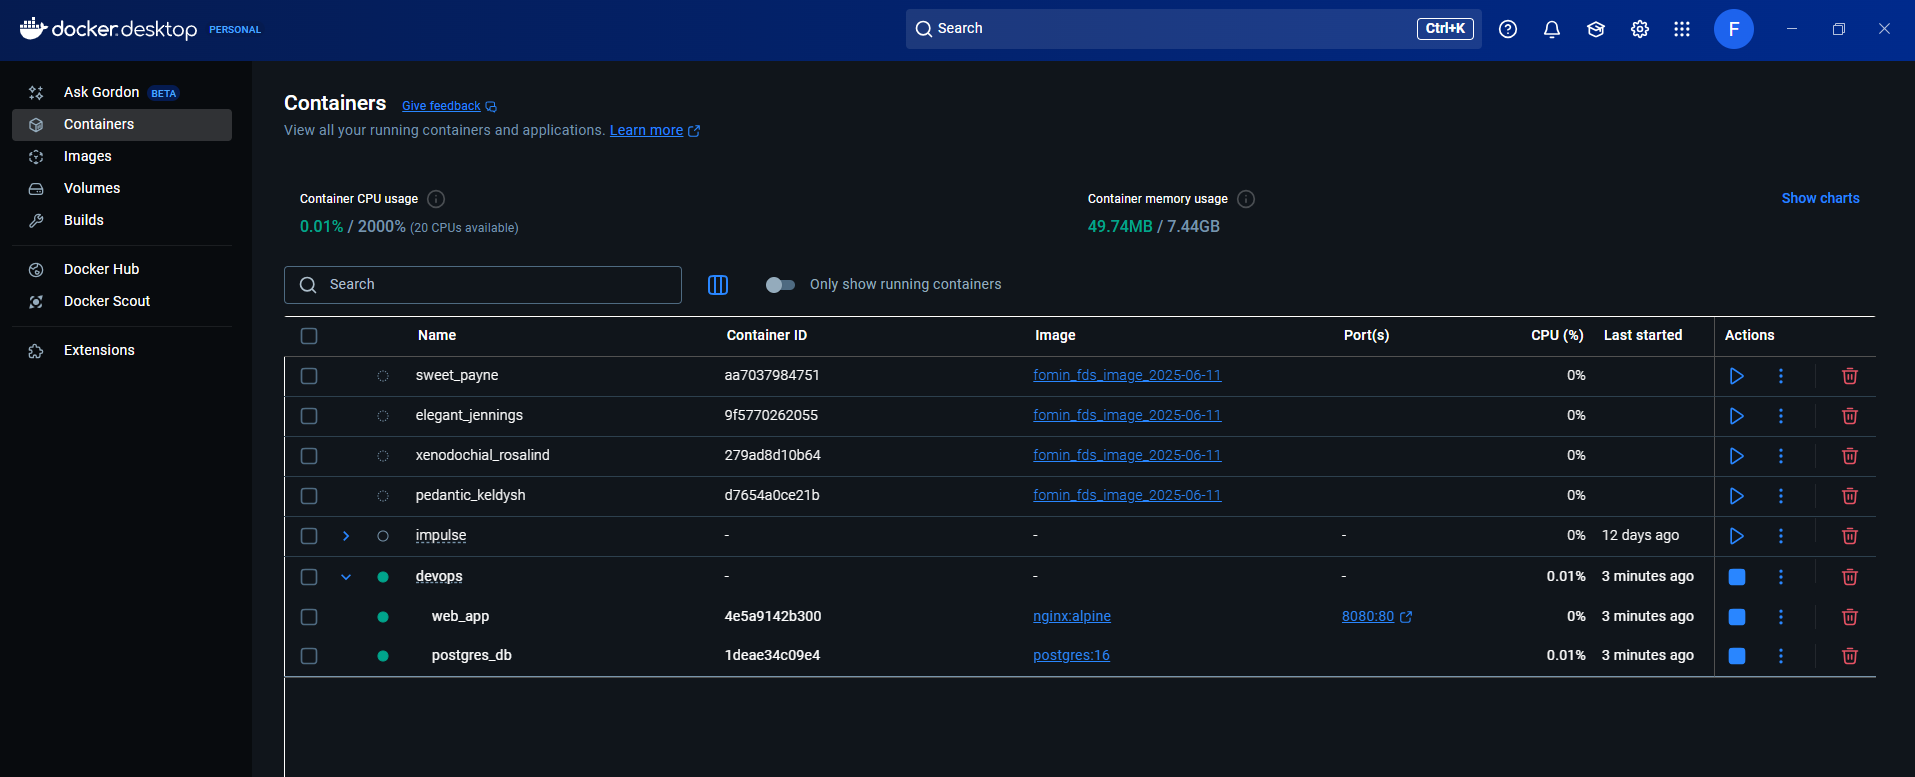 docker.desktop PERSONAL
Search Ctrl+K F
Ask Gordon BETA
Containers
Images
Volumes
Builds
Docker Hub
Docker Scout
Extensions
Containers Give feedback
View all your running containers and applications. Learn more
Container CPU usage
0.01% / 2000% (20 CPUs available)
Container memory usage
49.74MB / 7.44GB
Show charts
Search
Only show running containers
Name Container ID Image Port(s) CPU (%) Last started Actions
sweet_payne aa7037984751 fomin_fds_image_2025-06-11 0%
elegant_jennings 9f5770262055 fomin_fds_image_2025-06-11 0%
xenodochial_rosalind 279ad8d10b64 fomin_fds_image_2025-06-11 0%
pedantic_keldysh d7654a0ce21b fomin_fds_image_2025-06-11 0%
impulse - - - 0% 12 days ago
devops - - - 0.01% 3 minutes ago
web_app 4e5a9142b300 nginx:alpine 8080:80 0% 3 minutes ago
postgres_db 1deae34c09e4 postgres:16 0.01% 3 minutes ago